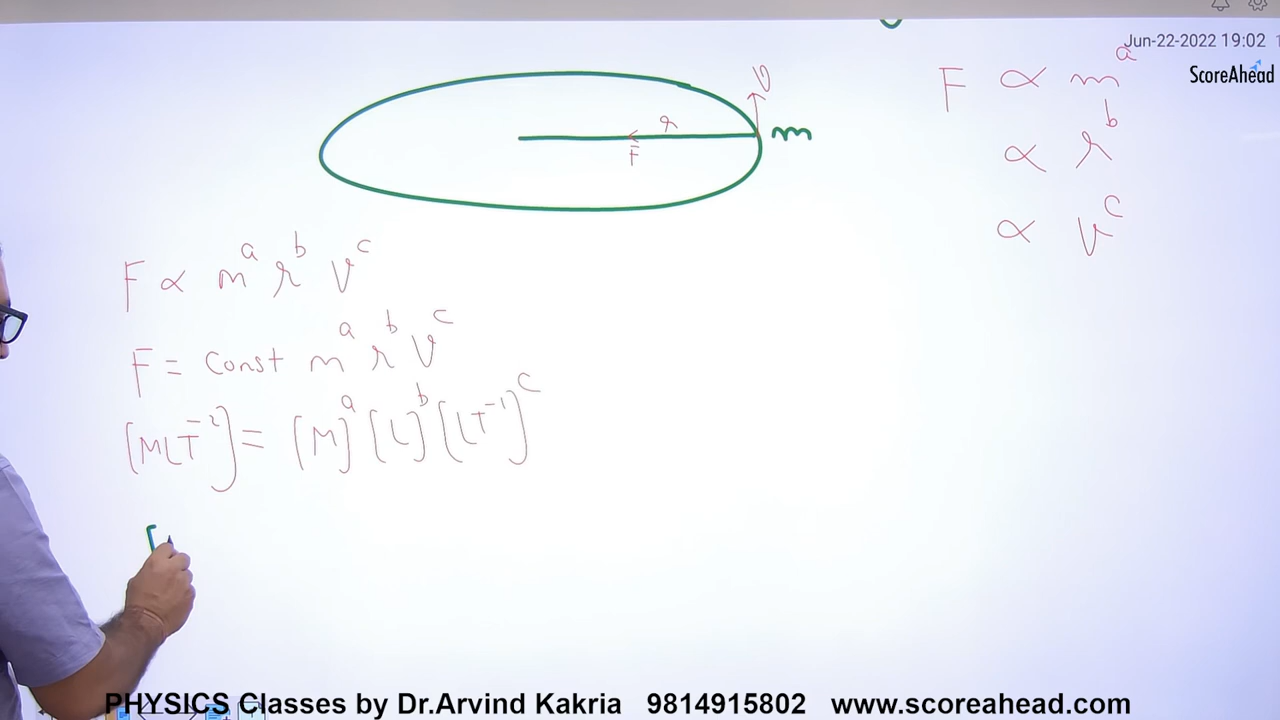 Jun-22-2022 19:02
ScoreAhead
F ∝ m^a
∝ r^b
∝ v^c
v
r
F
m
F ∝ m^a r^b v^c
F = Const m^a r^b v^c
[MLT^-2] = [M]^a [L]^b [LT^-1]^c
[
PHYSICS Classes by Dr.Arvind Kakria 9814915802 www.scoreahead.com